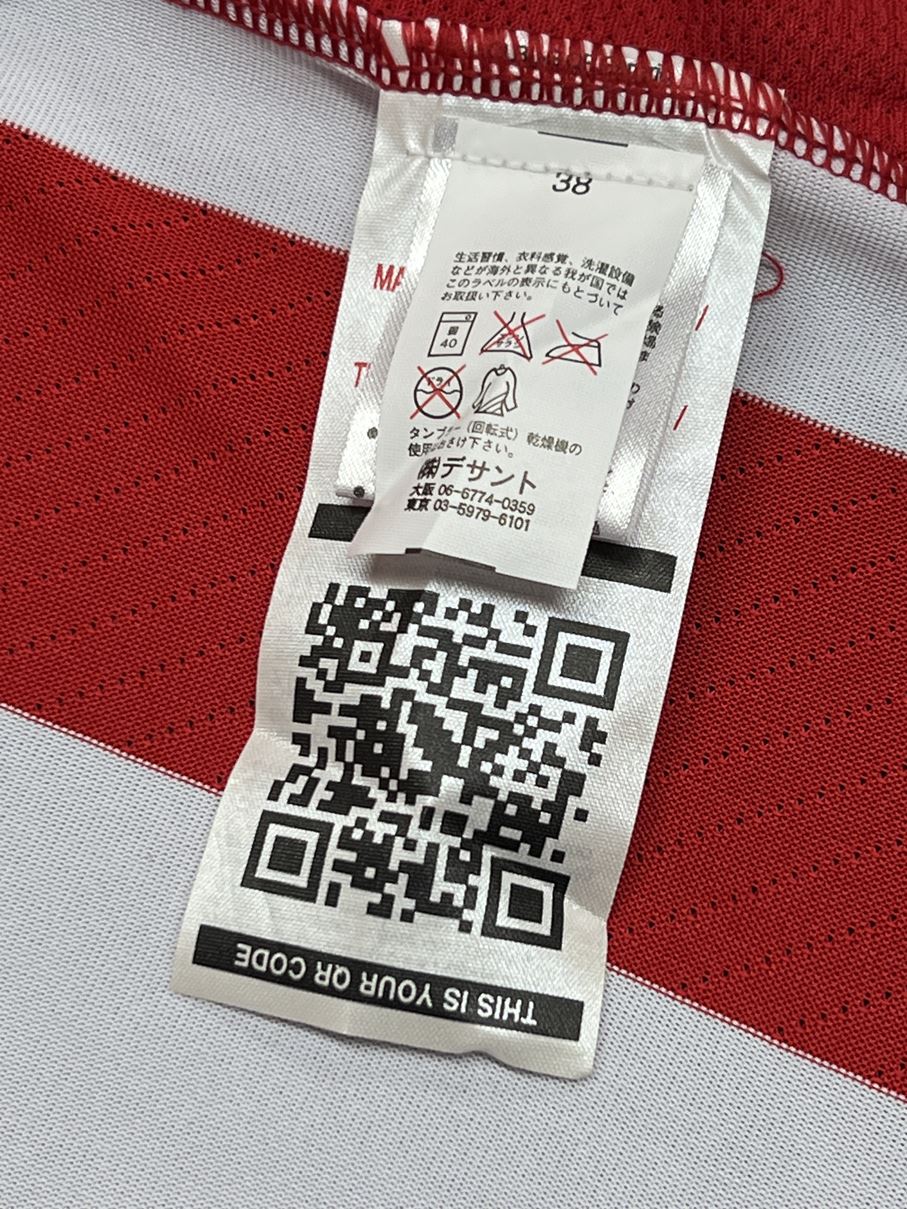 38
生活習慣、衣料感覚、洗濯設備
などが海外と異なる我が国では
このラベルの表示にもとづいて
お取扱い下さい。
40
ドライ
タンブラー（回転式）乾燥機の
使用はおさけ下さい。
㈱デサント
大阪 06-6774-0359
東京 03-5979-6101
THIS IS YOUR QR CODE